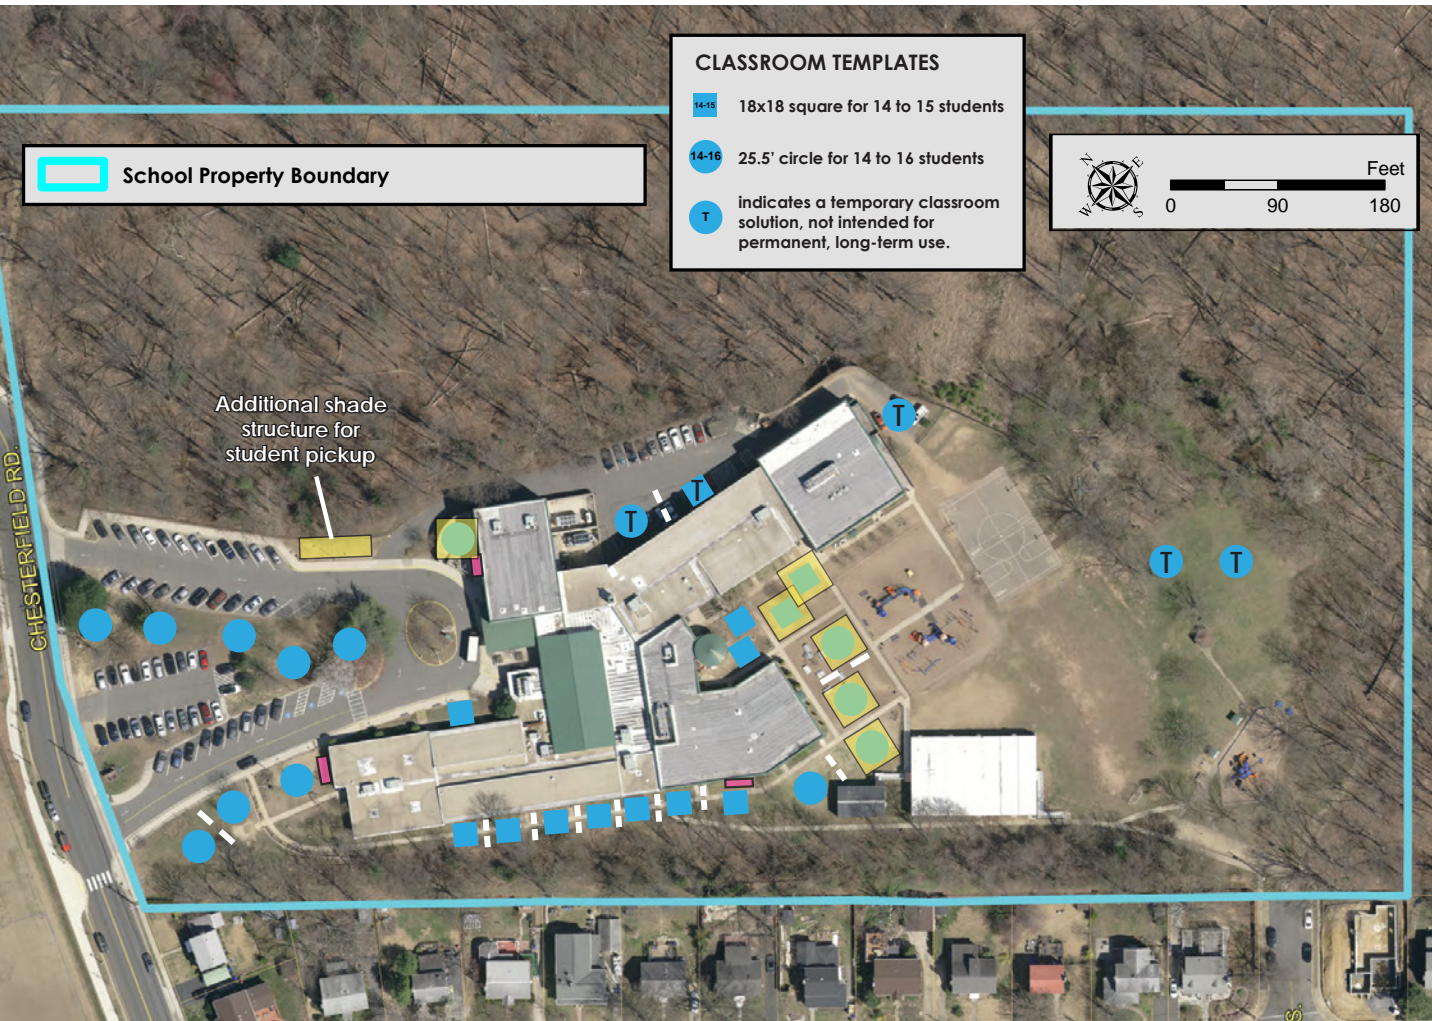 CLASSROOM TEMPLATES
14-15
18x18 square for 14 to 15 students
14-16
25.5' circle for 14 to 16 students
T
indicates a temporary classroom
solution, not intended for
permanent, long-term use.
School Property Boundary
N
E
W
S
Feet
0 90 180
Additional shade
structure for
student pickup
CHESTERFIELD RD.
T
T
T
T
T
S.